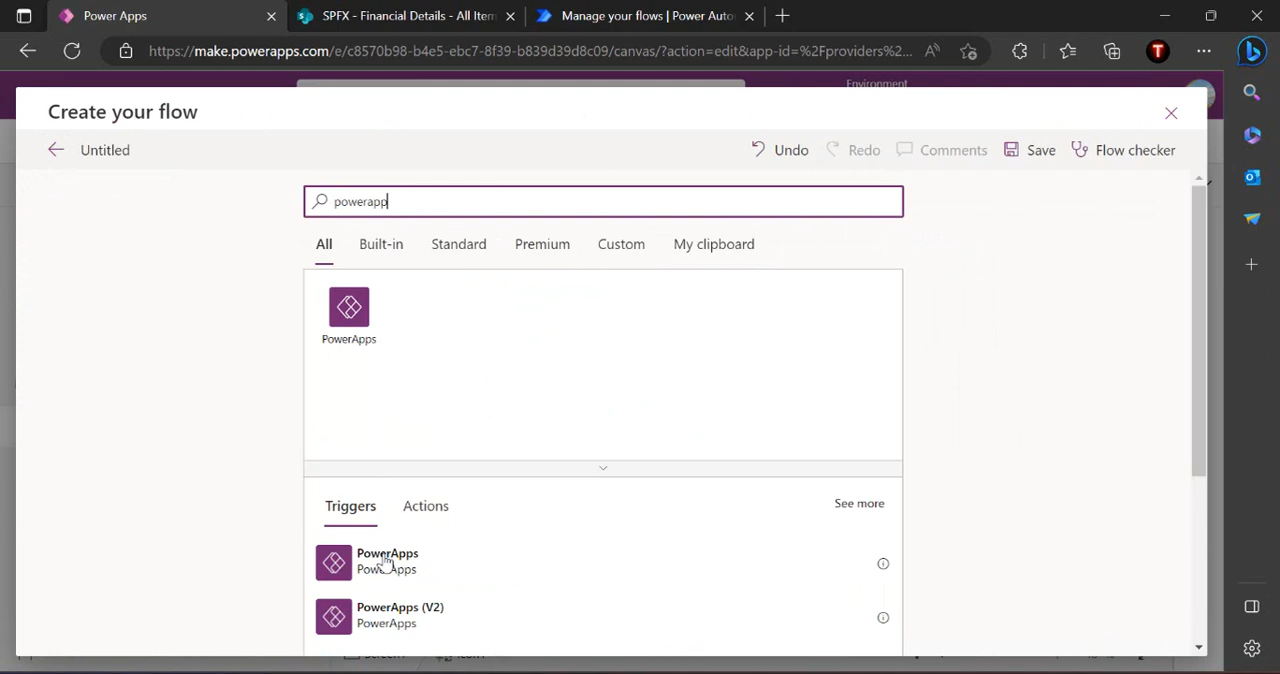 Power Apps
SPFX - Financial Details - All Item
Manage your flows | Power Auto
https://make.powerapps.com/e/c8570b98-b4e5-ebc7-8f39-b839d39d8c09/canvas/?action=edit&app-id=%2Fproviders%2...
Environment
Create your flow
Untitled
Undo
Redo
Comments
Save
Flow checker
powerapp
All
Built-in
Standard
Premium
Custom
My clipboard
PowerApps
Triggers
Actions
See more
PowerApps
PowerApps
PowerApps (V2)
PowerApps